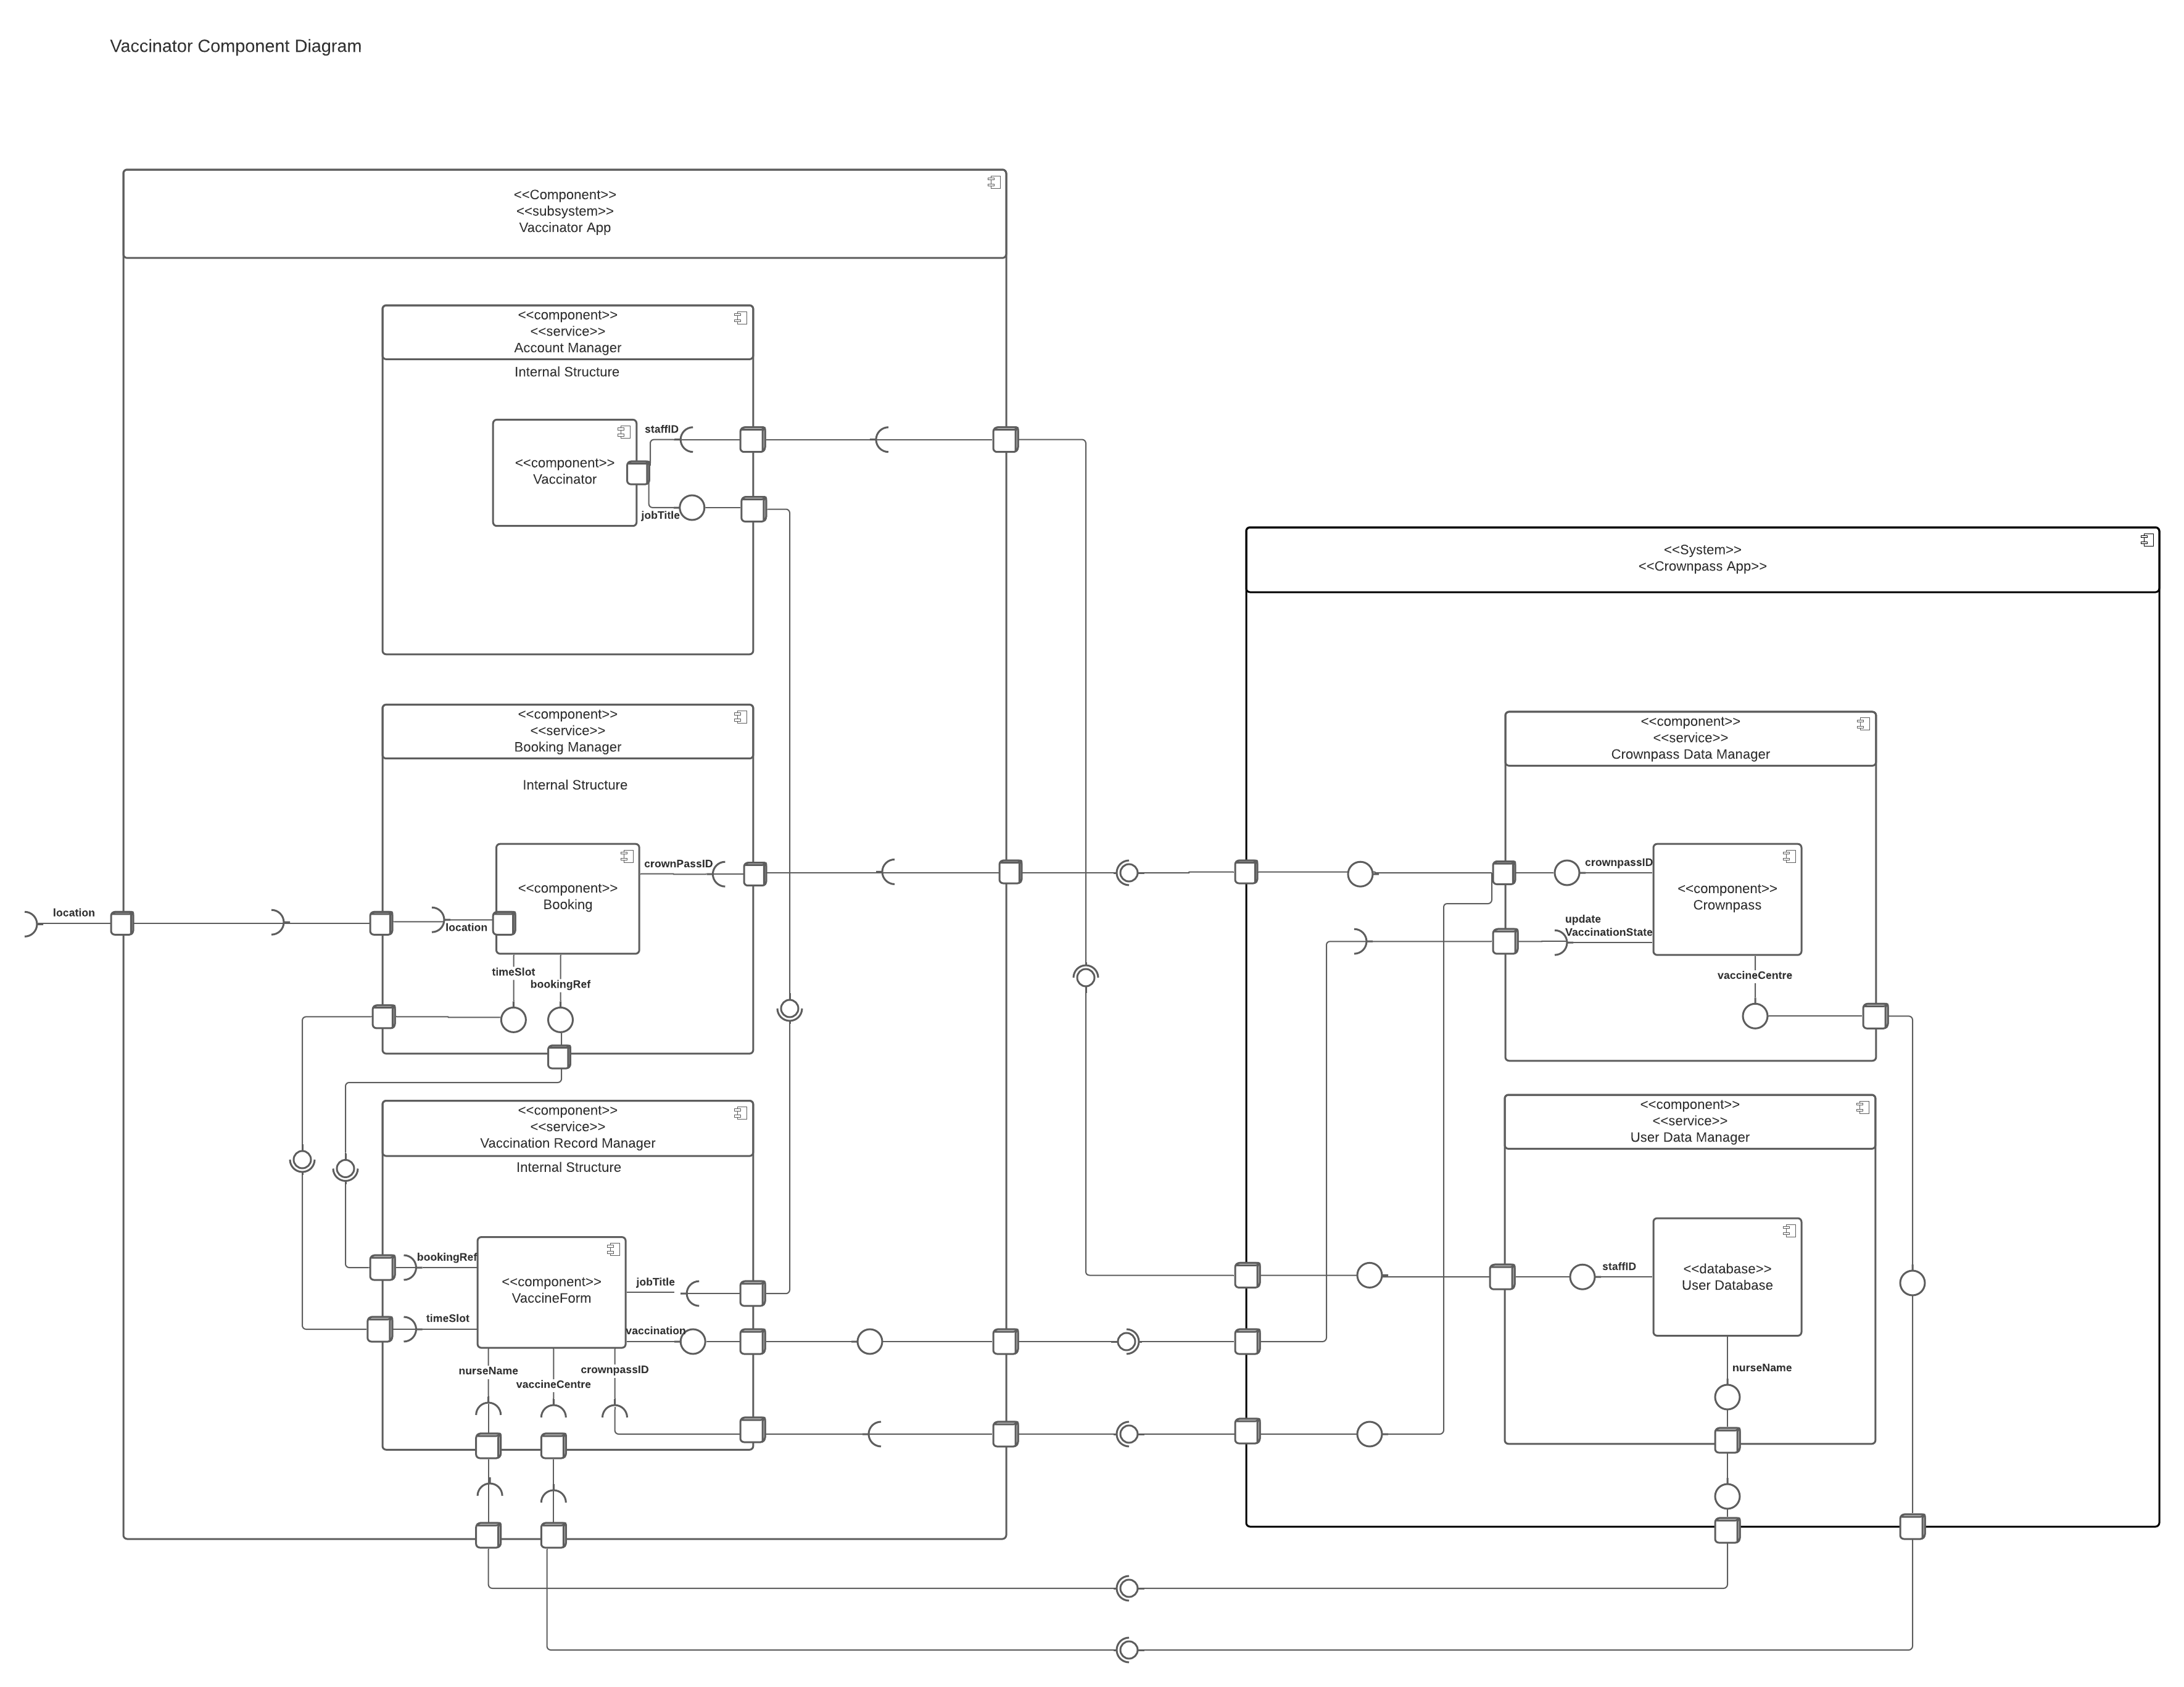 Vaccinator Component Diagram
<<Component>>
<<subsystem>>
Vaccinator App
<<component>>
<<service>>
Account Manager
Internal Structure
staffID
<<component>>
Vaccinator
jobTitle
<<System>>
<<Crownpass App>>
<<component>>
<<service>>
Booking Manager
Internal Structure
crownPassID
<<component>>
Booking
location
location
timeSlot
bookingRef
<<component>>
<<service>>
Crownpass Data Manager
crownpassID
<<component>>
Crownpass
update
VaccinationState
vaccineCentre
<<component>>
<<service>>
Vaccination Record Manager
Internal Structure
bookingRef
<<component>>
VaccineForm
jobTitle
timeSlot
vaccination
nurseName
vaccineCentre
crownpassID
<<component>>
<<service>>
User Data Manager
staffID
<<database>>
User Database
nurseName